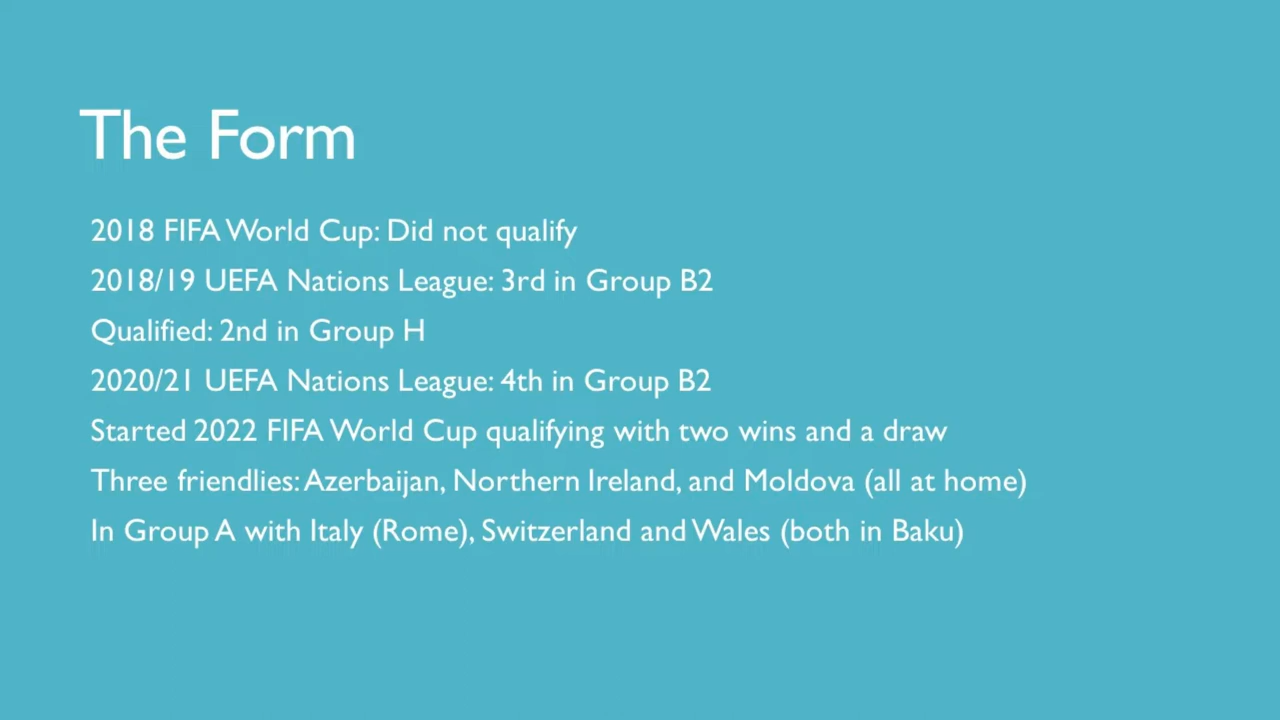 The Form
2018 FIFA World Cup: Did not qualify
2018/19 UEFA Nations League: 3rd in Group B2
Qualified: 2nd in Group H
2020/21 UEFA Nations League: 4th in Group B2
Started 2022 FIFA World Cup qualifying with two wins and a draw
Three friendlies: Azerbaijan, Northern Ireland, and Moldova (all at home)
In Group A with Italy (Rome), Switzerland and Wales (both in Baku)